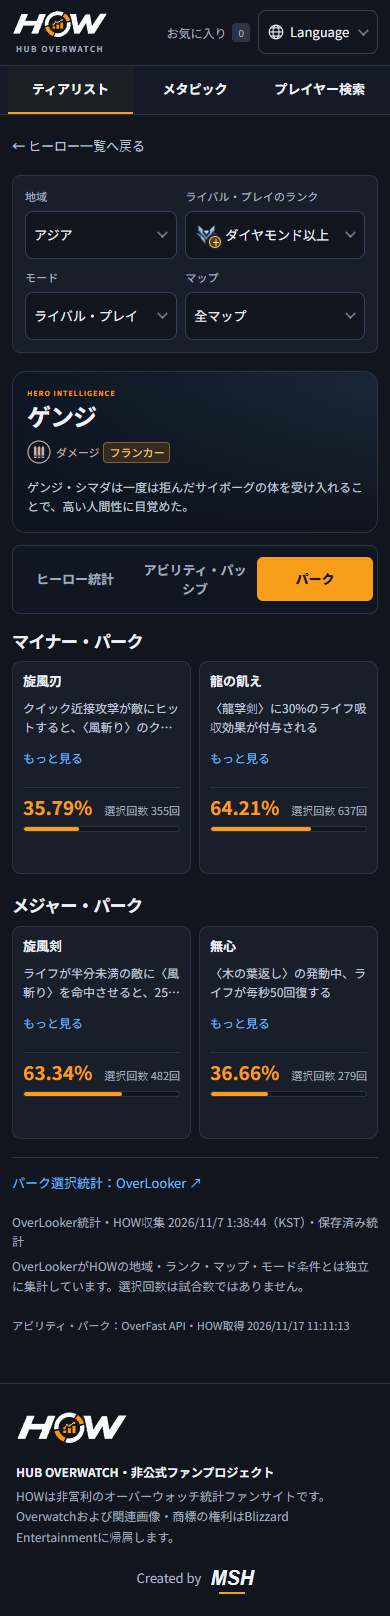 HOW
HUB OVERWATCH
お気に入り 0
Language
ティアリスト メタピック プレイヤー検索
← ヒーロー一覧へ戻る
地域 ライバル・プレイのランク
アジア ダイヤモンド以上
モード マップ
ライバル・プレイ 全マップ
HERO INTELLIGENCE
ゲンジ
ダメージ フランカー
ゲンジ・シマダは一度は拒んだサイボーグの体を受け入れるこ
とで、高い人間性に目覚めた。
ヒーロー統計 アビリティ・パッ
シブ パーク
マイナー・パーク
旋風刃
クイック近接攻撃が敵にヒッ
トすると、〈風斬り〉のク…
もっと見る
35.79% 選択回数 355回
龍の飢え
〈龍撃剣〉に30%のライフ吸
収効果が付与される
もっと見る
64.21% 選択回数 637回
メジャー・パーク
旋風剣
ライフが半分未満の敵に〈風
斬り〉を命中させると、25…
もっと見る
63.34% 選択回数 482回
無心
〈木の葉返し〉の発動中、ラ
イフが毎秒50回復する
もっと見る
36.66% 選択回数 279回
パーク選択統計：OverLooker ↗
OverLooker統計・HOW収集 2026/11/7 1:38:44（KST）・保存済み統
計
OverLookerがHOWの地域・ランク・マップ・モード条件とは独立
に集計しています。選択回数は試合数ではありません。
アビリティ・パーク：OverFast API・HOW取得 2026/11/17 11:11:13
HOW
HUB OVERWATCH・非公式ファンプロジェクト
HOWは非営利のオーバーウォッチ統計ファンサイトです。
Overwatchおよび関連画像・商標の権利はBlizzard
Entertainmentに帰属します。
Created by MSH